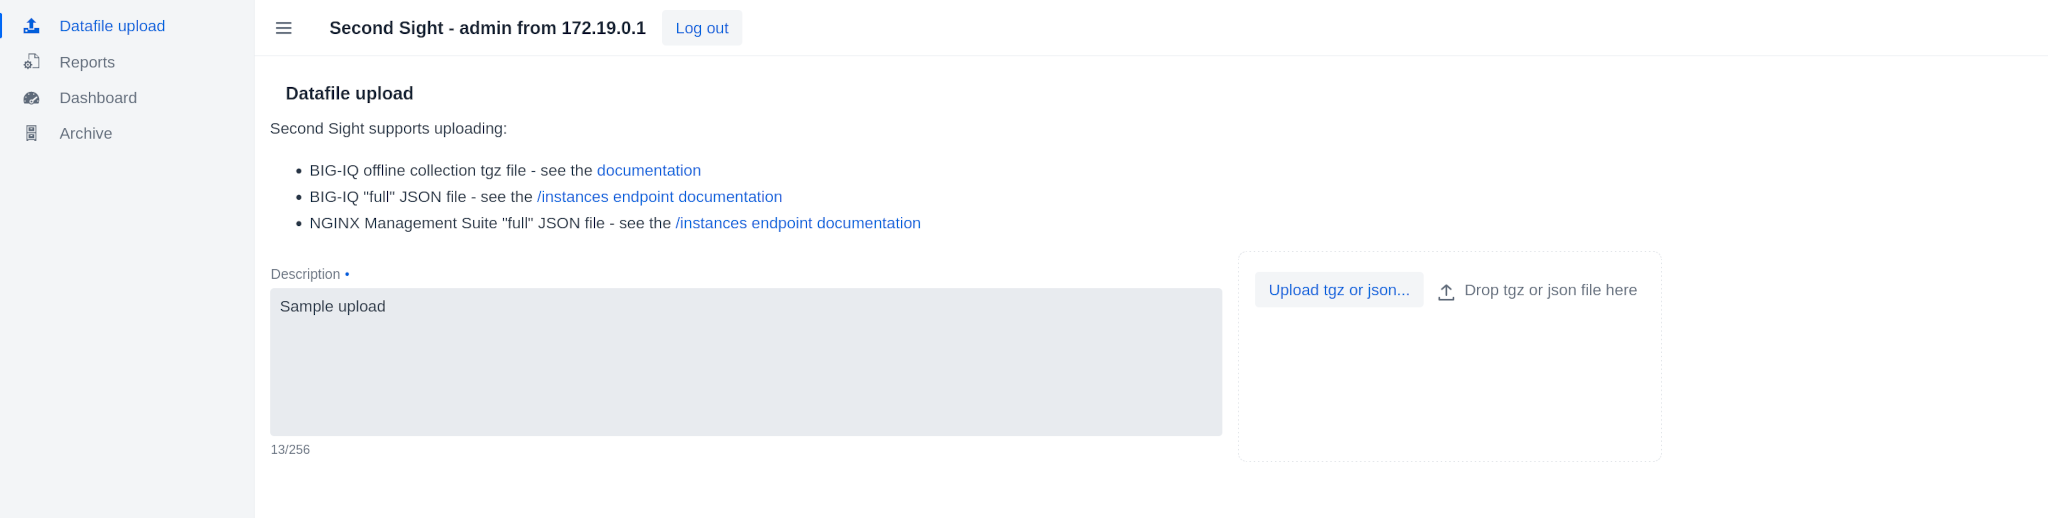 Datafile upload
Reports
Dashboard
Archive
Second Sight - admin from 172.19.0.1
Log out
Datafile upload
Second Sight supports uploading:
BIG-IQ offline collection tgz file - see the documentation
BIG-IQ "full" JSON file - see the /instances endpoint documentation
NGINX Management Suite "full" JSON file - see the /instances endpoint documentation
Description
Sample upload
13/256
Upload tgz or json...
Drop tgz or json file here